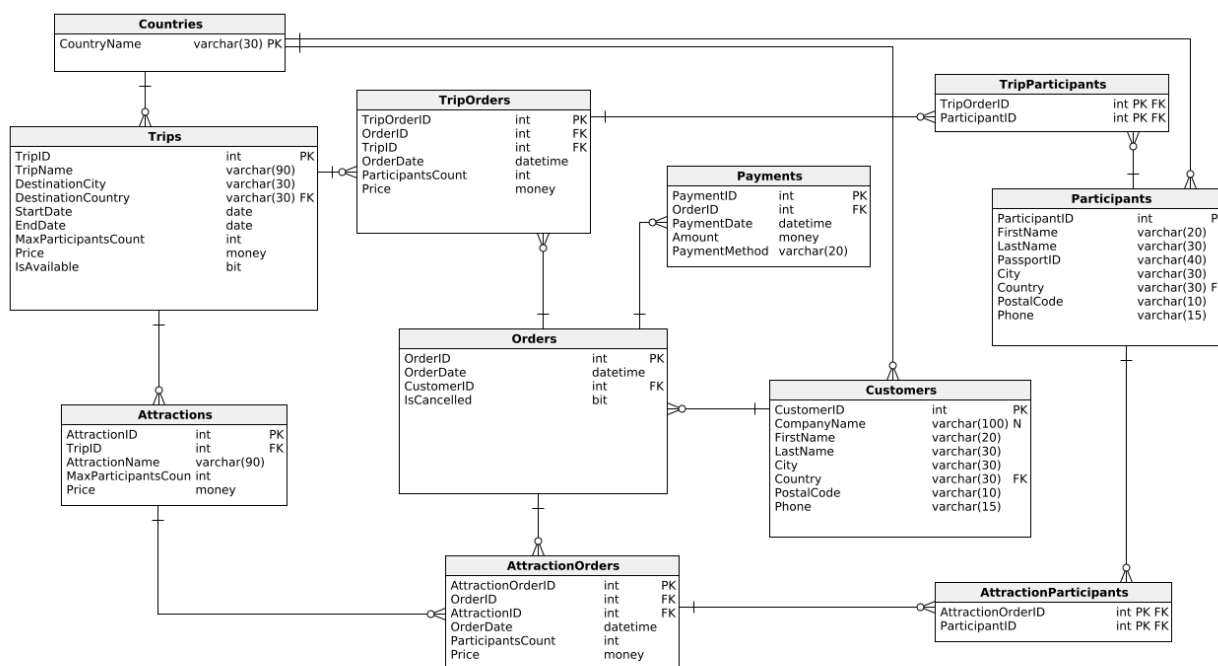 Countries
CountryName varchar(30) PK
Trips
TripID int PK
TripName varchar(90)
DestinationCity varchar(30)
DestinationCountry varchar(30) FK
StartDate date
EndDate date
MaxParticipantsCount int
Price money
IsAvailable bit
TripOrders
TripOrderID int PK
OrderID int FK
TripID int FK
OrderDate datetime
ParticipantsCount int
Price money
Payments
PaymentID int PK
OrderID int FK
PaymentDate datetime
Amount money
PaymentMethod varchar(20)
TripParticipants
TripOrderID int PK FK
ParticipantID int PK FK
Participants
ParticipantID int P
FirstName varchar(20)
LastName varchar(30)
PassportID varchar(40)
City varchar(30)
Country varchar(30) F
PostalCode varchar(10)
Phone varchar(15)
Orders
OrderID int PK
OrderDate datetime
CustomerID int FK
IsCancelled bit
Customers
CustomerID int PK
CompanyName varchar(100) N
FirstName varchar(20)
LastName varchar(30)
City varchar(30)
Country varchar(30) FK
PostalCode varchar(10)
Phone varchar(15)
Attractions
AttractionID int PK
TripID int FK
AttractionName varchar(90)
MaxParticipantsCoun int
Price money
AttractionOrders
AttractionOrderID int PK
OrderID int FK
AttractionID int FK
OrderDate datetime
ParticipantsCount int
Price money
AttractionParticipants
AttractionOrderID int PK FK
ParticipantID int PK FK